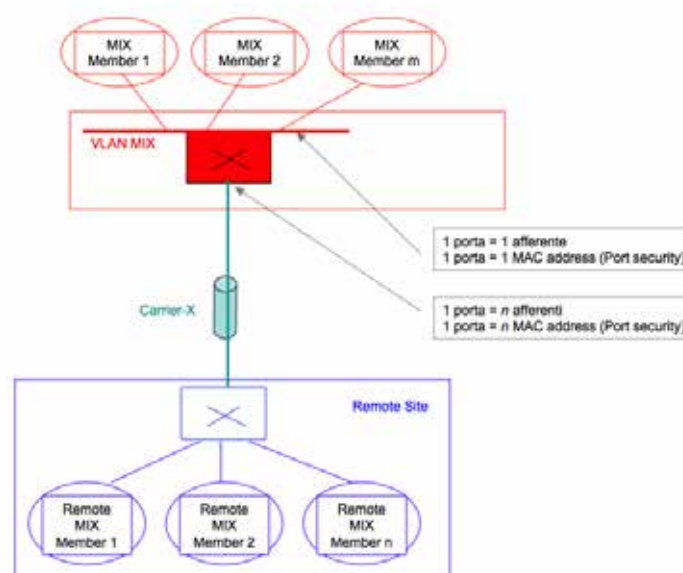 MIX
Member 1
MIX
Member 2
MIX
Member m
VLAN MIX
1 porta = 1 afferente
1 porta = 1 MAC address (Port security)
Carrier-X
1 porta = n afferenti
1 porta = n MAC address (Port security)
Remote Site
Remote
MIX
Member 1
Remote
MIX
Member 2
Remote
MIX
Member n